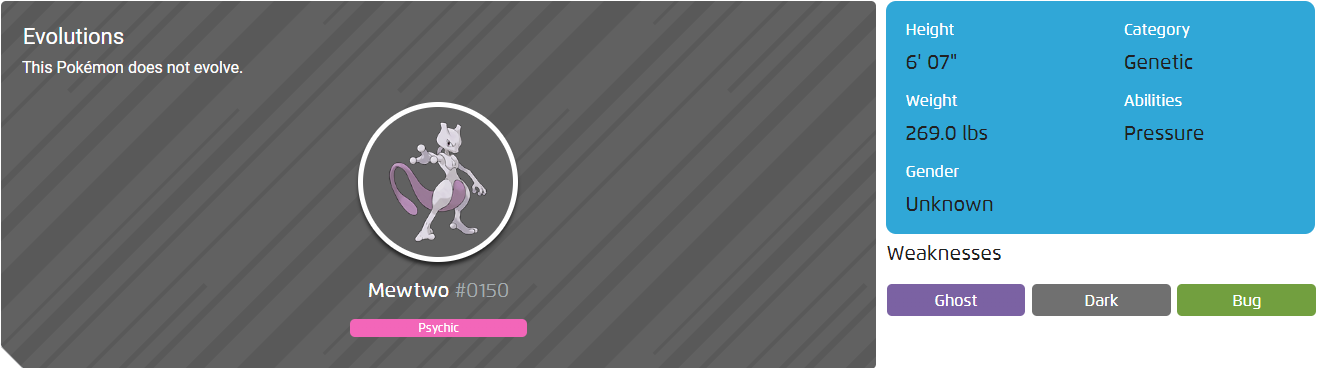 Evolutions
This Pokémon does not evolve.
Mewtwo #0150
Psychic
Height
6' 07"
Weight
269.0 lbs
Gender
Unknown
Category
Genetic
Abilities
Pressure
Weaknesses
Ghost
Dark
Bug